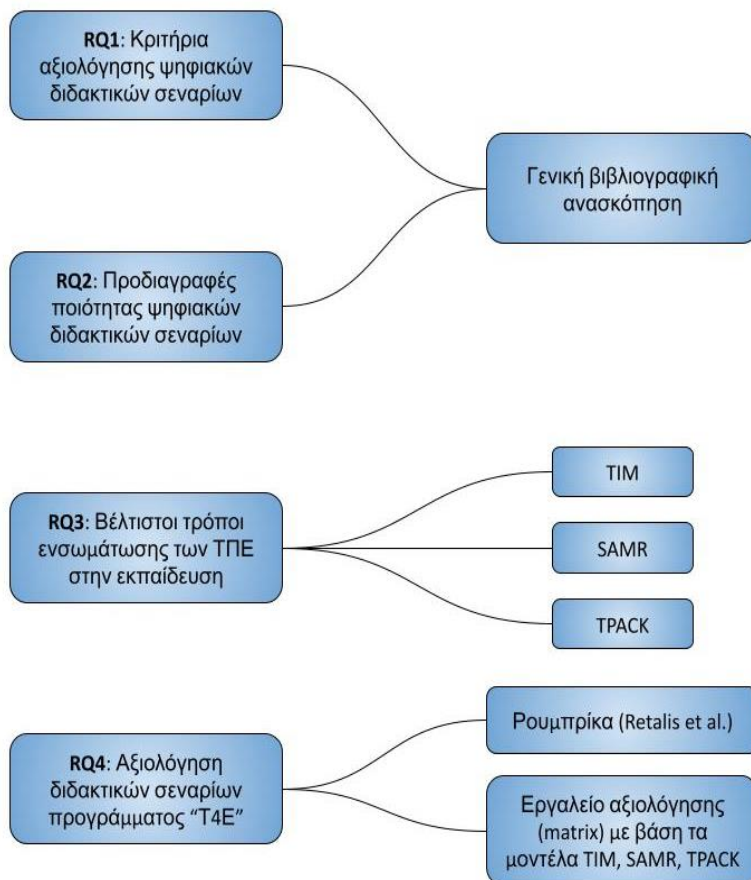 RQ1: Κριτήρια
αξιολόγησης ψηφιακών
διδακτικών σεναρίων
Γενική βιβλιογραφική
ανασκόπηση
RQ2: Προδιαγραφές
ποιότητας ψηφιακών
διδακτικών σεναρίων
RQ3: Βέλτιστοι τρόποι
ενσωμάτωσης των ΤΠΕ
στην εκπαίδευση
TIM
SAMR
TPACK
RQ4: Αξιολόγηση
διδακτικών σεναρίων
προγράμματος “T4E”
Ρουμπρίκα (Retalis et al.)
Εργαλείο αξιολόγησης
(matrix) με βάση τα
μοντέλα TIM, SAMR, TPACK